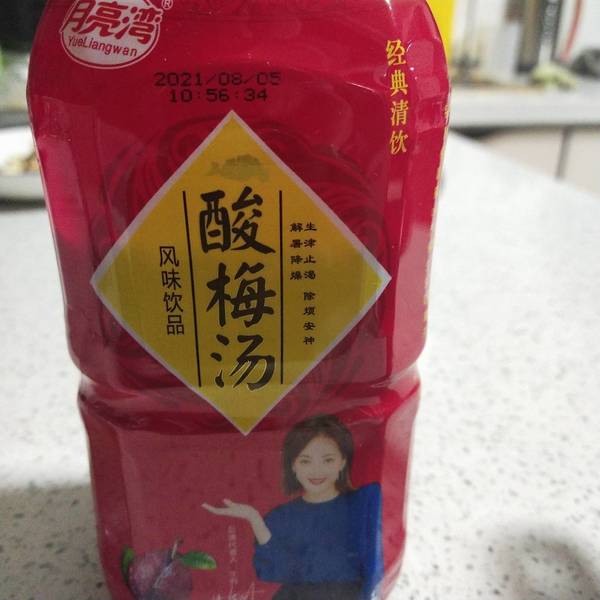 月亮湾
®
YueLiangwan
2021/08/05
10:56:34
经典清饮
酸梅汤
风味饮品
生津止渴 除烦安神
解暑降燥